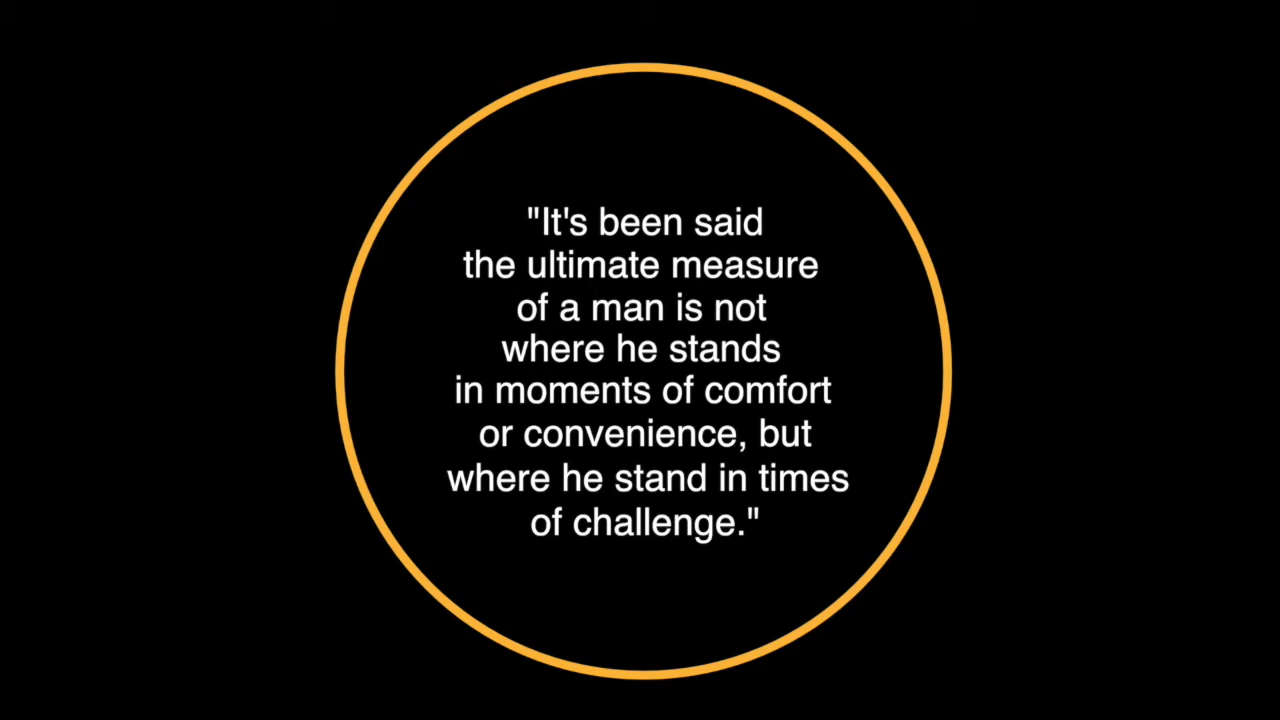 "It's been said
the ultimate measure
of a man is not
where he stands
in moments of comfort
or convenience, but
where he stand in times
of challenge."